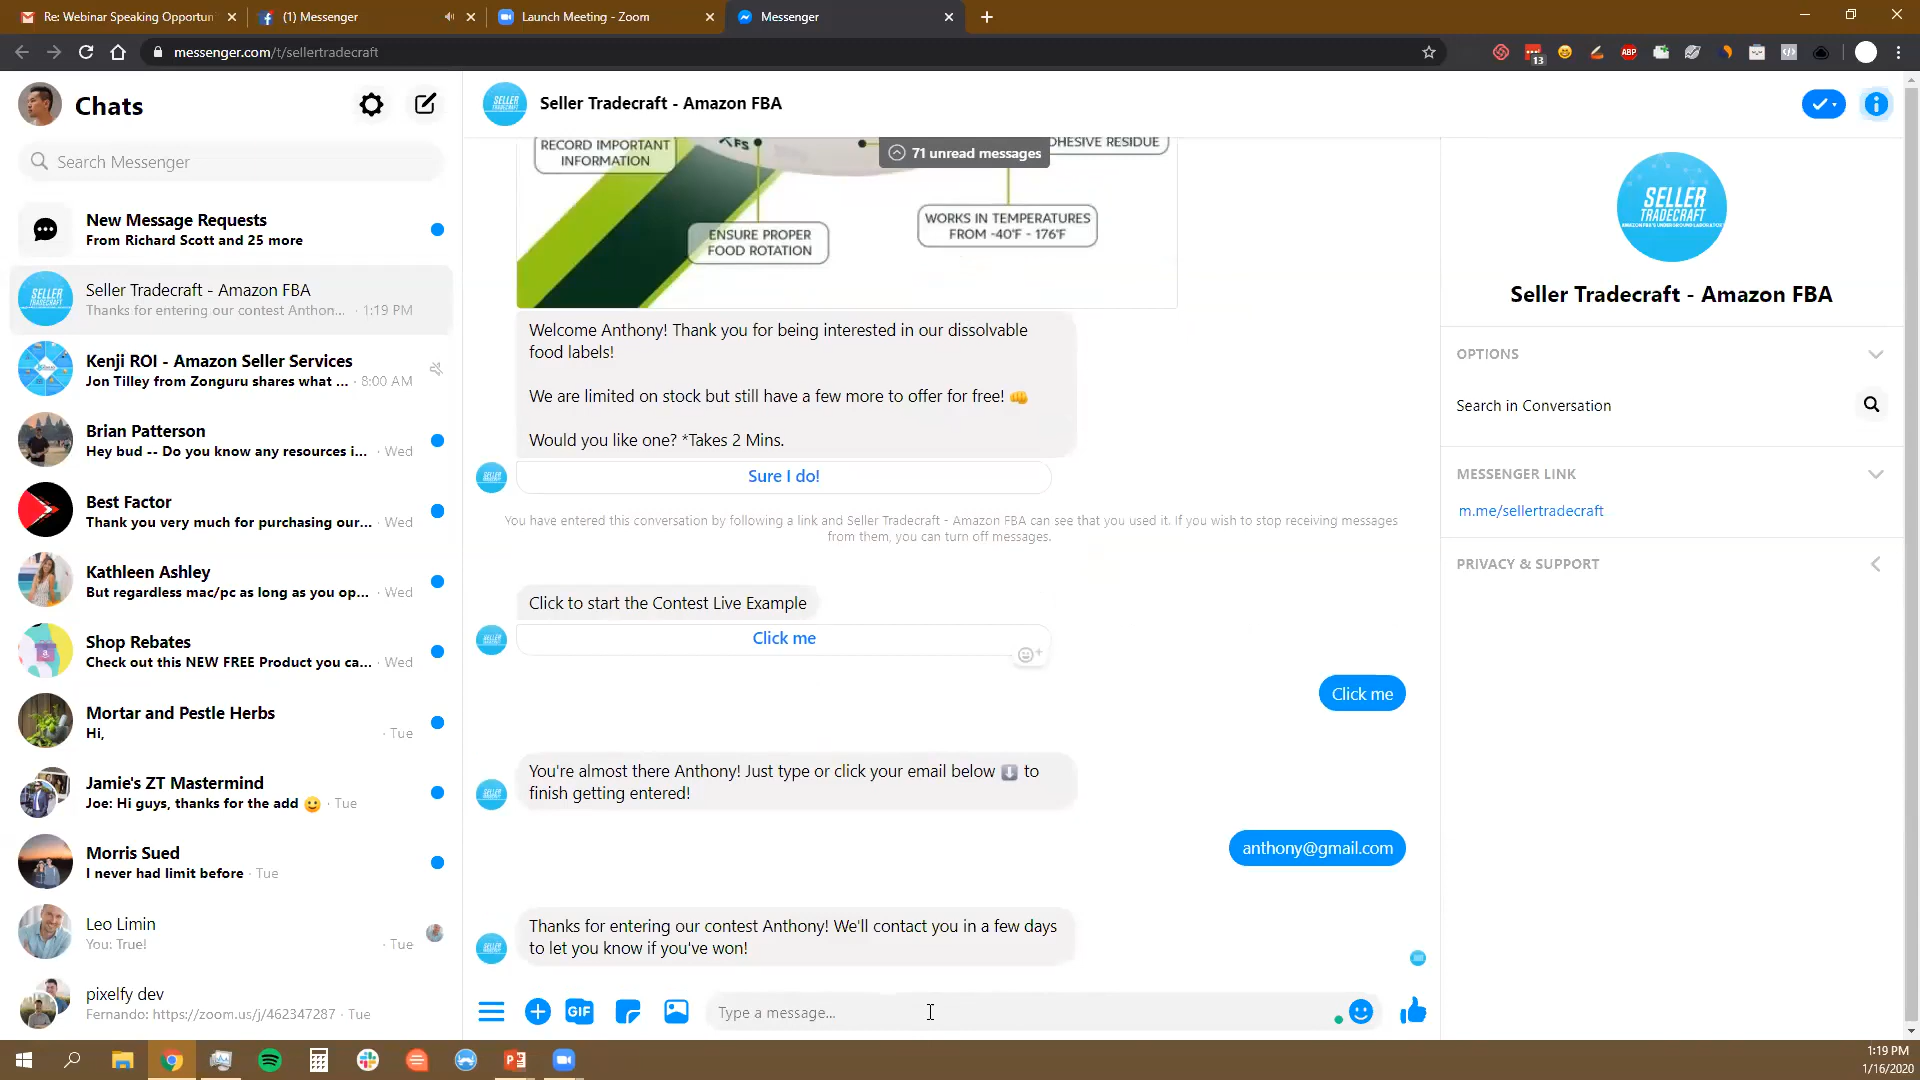 Re: Webinar Speaking Opportun
(1) Messenger
Launch Meeting - Zoom
Messenger
messenger.com/t/sellertradecraft
ABP
13
Chats
Search Messenger
New Message Requests
From Richard Scott and 25 more
Seller Tradecraft - Amazon FBA
Thanks for entering our contest Anthon... · 1:19 PM
Kenji ROI - Amazon Seller Services
Jon Tilley from Zonguru shares what ... · 8:00 AM
Brian Patterson
Hey bud -- Do you know any resources i... · Wed
Best Factor
Thank you very much for purchasing our... · Wed
Kathleen Ashley
But regardless mac/pc as long as you op... · Wed
Shop Rebates
Check out this NEW FREE Product you ca... · Wed
Mortar and Pestle Herbs
Hi, · Tue
Jamie's ZT Mastermind
Joe: Hi guys, thanks for the add 🙂 · Tue
Morris Sued
I never had limit before · Tue
Leo Limin
You: True! · Tue
pixelfy dev
Fernando: https://zoom.us/j/462347287 · Tue
SELLER TRADECRAFT
Seller Tradecraft - Amazon FBA
71 unread messages
RECORD IMPORTANT
INFORMATION
HESIVE RESIDUE
ENSURE PROPER
FOOD ROTATION
WORKS IN TEMPERATURES
FROM -40°F - 176°F
Welcome Anthony! Thank you for being interested in our dissolvable
food labels!
We are limited on stock but still have a few more to offer for free! 👊
Would you like one? *Takes 2 Mins.
Sure I do!
You have entered this conversation by following a link and Seller Tradecraft - Amazon FBA can see that you used it. If you wish to stop receiving messages
from them, you can turn off messages.
Click to start the Contest Live Example
Click me
Click me
You're almost there Anthony! Just type or click your email below ⬇️ to
finish getting entered!
anthony@gmail.com
Thanks for entering our contest Anthony! We'll contact you in a few days
to let you know if you've won!
GIF
Type a message...
SELLER
TRADECRAFT
Seller Tradecraft - Amazon FBA
OPTIONS
Search in Conversation
MESSENGER LINK
m.me/sellertradecraft
PRIVACY & SUPPORT
1:19 PM
1/16/2020